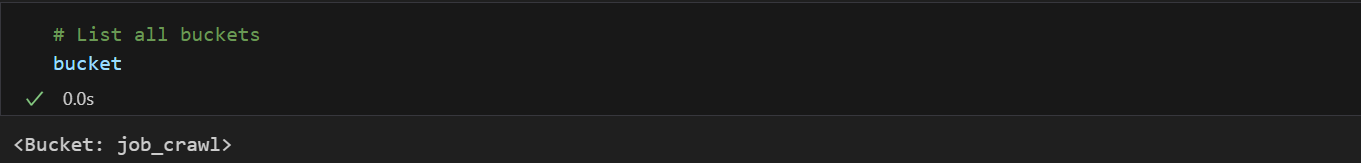 # List all buckets
bucket
✓ 0.0s
<Bucket: job_crawl>